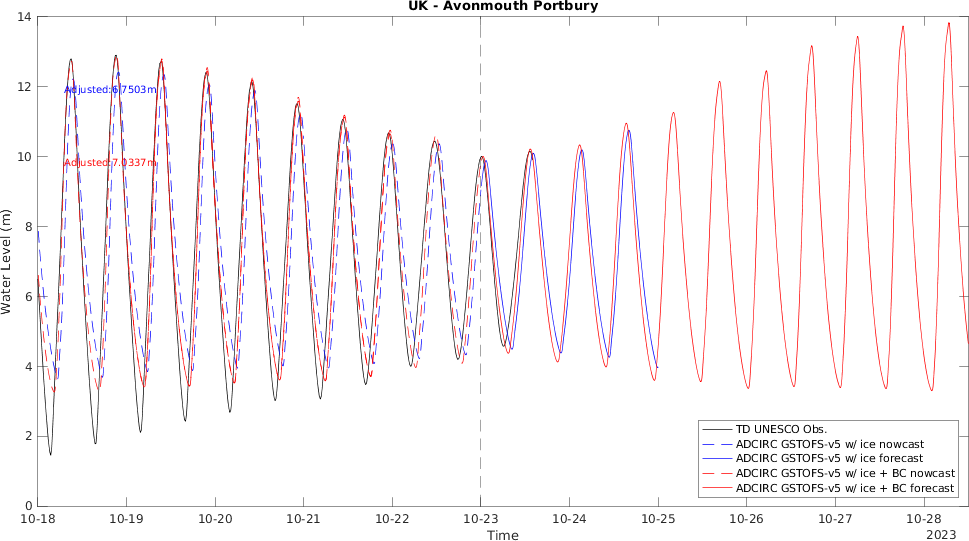 UK - Avonmouth Portbury
14
12
10
8
6
4
2
0
Water Level (m)
Adjusted:6.7503m
Adjusted:7.0337m
TD UNESCO Obs.
ADCIRC GSTOFS-v5 w/ ice nowcast
ADCIRC GSTOFS-v5 w/ ice forecast
ADCIRC GSTOFS-v5 w/ ice + BC nowcast
ADCIRC GSTOFS-v5 w/ ice + BC forecast
10-18 10-19 10-20 10-21 10-22 10-23 10-24 10-25 10-26 10-27 10-28
2023
Time